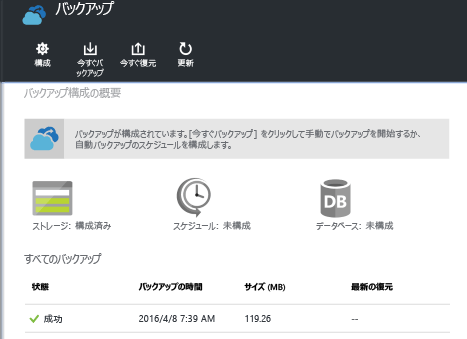 バックアップ
構成
今すぐバ
ックアップ
今すぐ復元
更新
バックアップ構成の概要
バックアップが構成されています。[今すぐバックアップ] をクリックして手動でバックアップを開始するか、
自動バックアップのスケジュールを構成します。
DB
ストレージ: 構成済み
スケジュール: 未構成
データベース: 未構成
すべてのバックアップ
状態 バックアップの時間 サイズ (MB) 最新の復元
成功 2016/4/8 7:39 AM 119.26 --